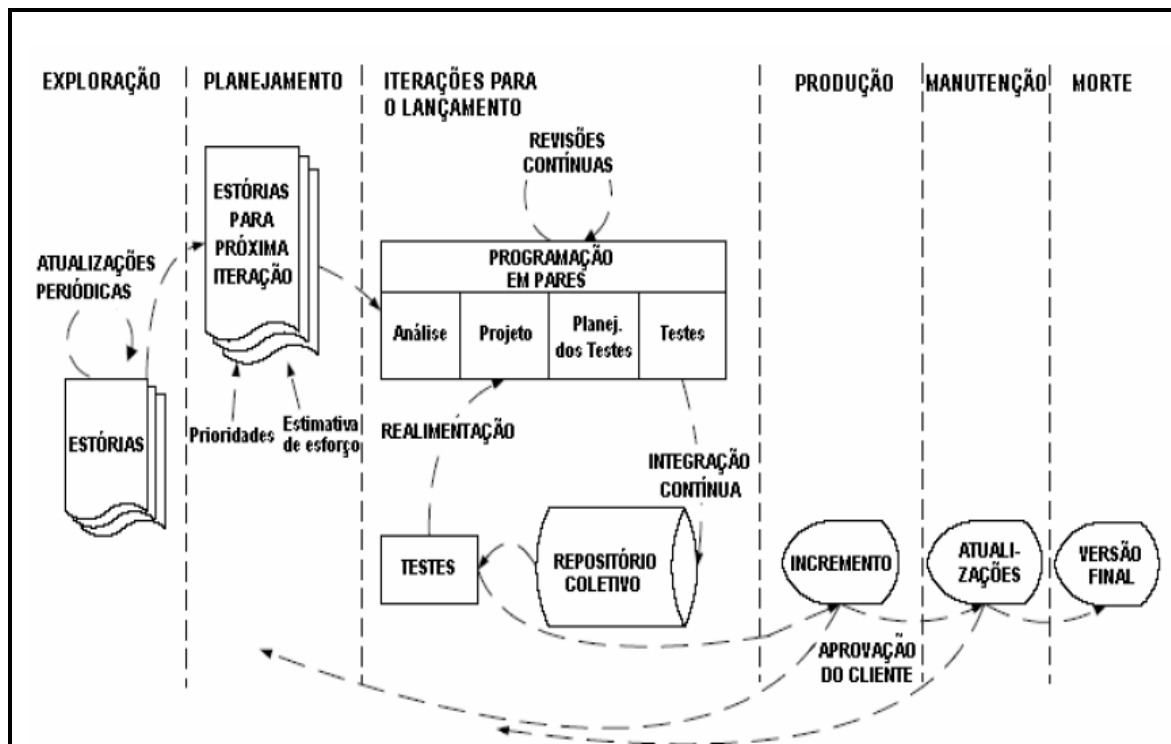 EXPLORAÇÃO
PLANEJAMENTO
ITERAÇÕES PARA
O LANÇAMENTO
PRODUÇÃO
MANUTENÇÃO
MORTE
REVISÕES
CONTÍNUAS
ESTÓRIAS
PARA
PRÓXIMA
ITERAÇÃO
ATUALIZAÇÕES
PERIÓDICAS
PROGRAMAÇÃO
EM PARES
Análise
Projeto
Planej.
dos Testes
Testes
ESTÓRIAS
Prioridades
Estimativa
de esforço
REALIMENTAÇÃO
INTEGRAÇÃO
CONTÍNUA
TESTES
REPOSITÓRIO
COLETIVO
INCREMENTO
ATUALI-
ZAÇÕES
VERSÃO
FINAL
APROVAÇÃO
DO CLIENTE